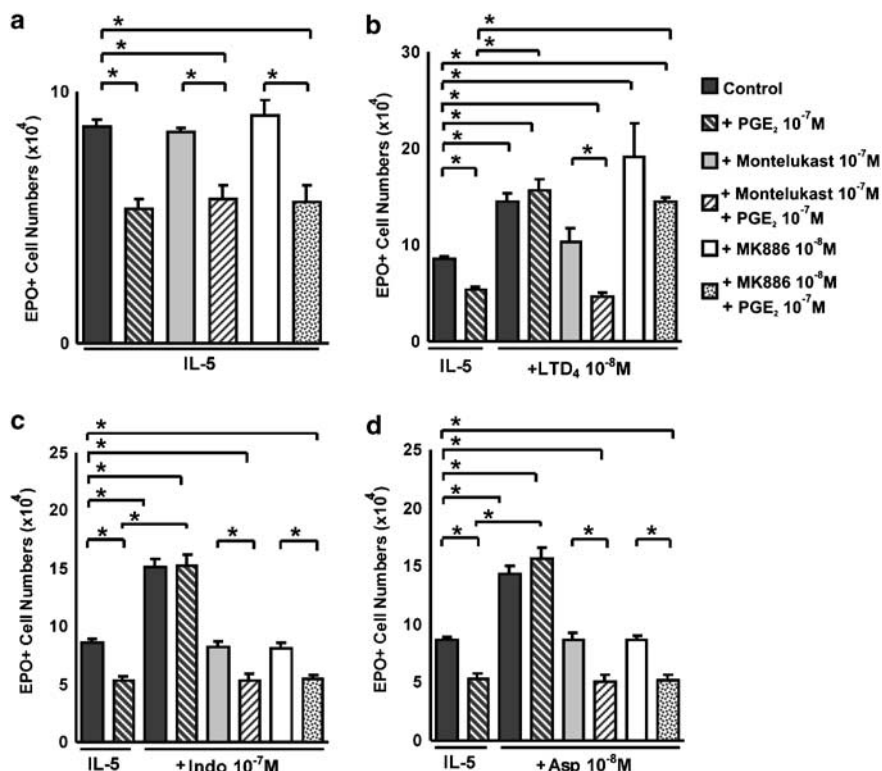 a
b
*
*
* * *
EPO+ Cell Numbers (x10⁴)
10
0
IL-5
*
*
*
*
*
*
*
* *
EPO+ Cell Numbers (x10⁴)
30
20
10
0
IL-5 +LTD₄ 10⁻⁸M
Control
+ PGE₂ 10⁻⁷M
+ Montelukast 10⁻⁷M
+ Montelukast 10⁻⁷M
+ PGE₂ 10⁻⁷M
+ MK886 10⁻⁸M
+ MK886 10⁻⁸M
+ PGE₂ 10⁻⁷M
c
d
*
*
*
*
*
* * *
EPO+ Cell Numbers (x10⁴)
25
20
15
10
5
0
IL-5 +Indo 10⁻⁷M
*
*
*
*
*
* * *
EPO+ Cell Numbers (x10⁴)
25
20
15
10
5
0
IL-5 +Asp 10⁻⁸M